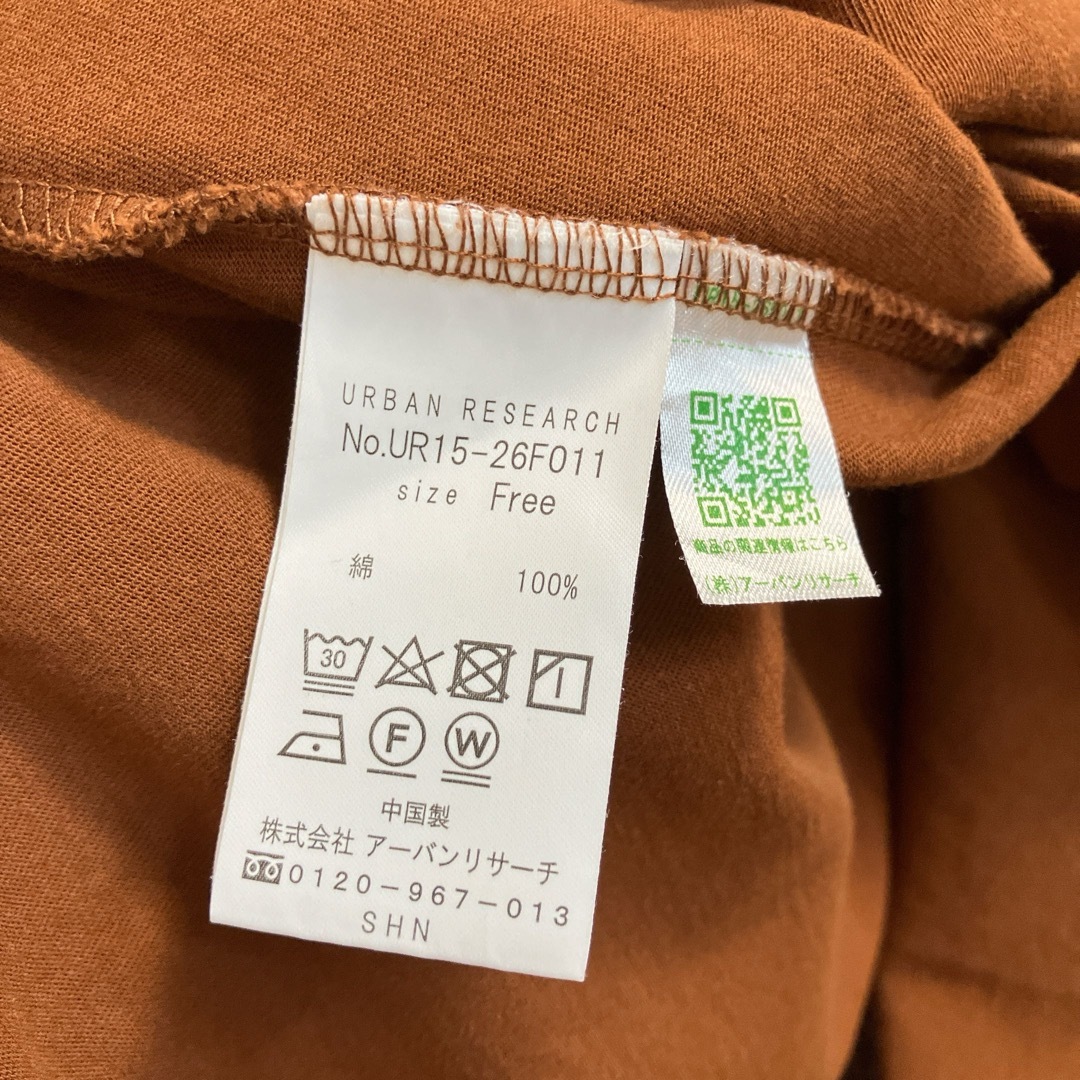 URBAN RESEARCH
No.UR15-26F011
size Free
綿 100%
30
F W
中国製
株式会社 アーバンリサーチ
0120-967-013
SHN
商品の関連情報はこちら
(株)アーバンリサーチ